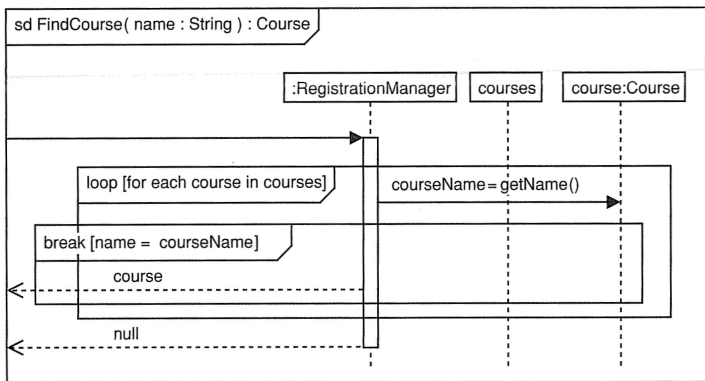 sd FindCourse( name : String ) : Course
:RegistrationManager
courses
course:Course
loop [for each course in courses]
courseName= getName()
break [name = courseName]
course
null